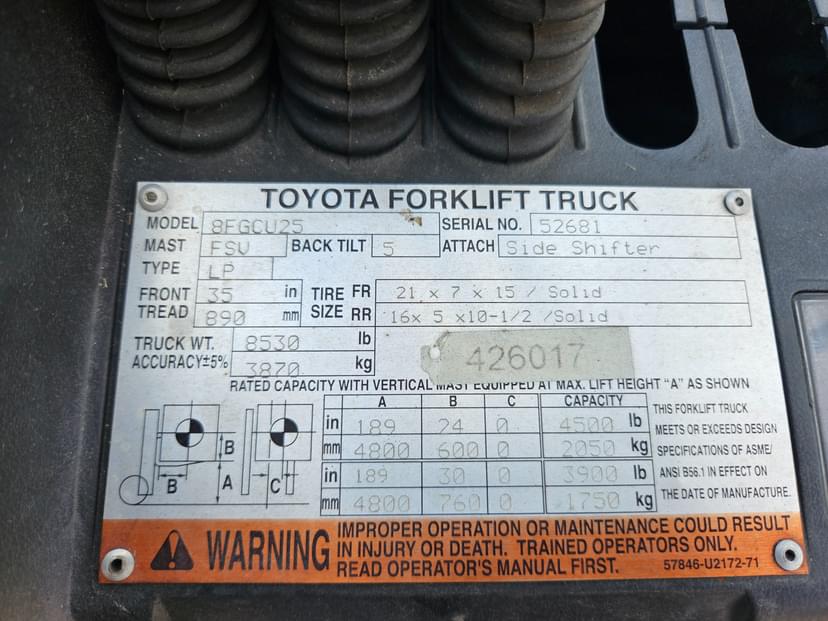 TOYOTA FORKLIFT TRUCK
MODEL 8FGCU25 SERIAL NO. 52681
MAST FSV BACK TILT 5 ATTACH Side Shifter
TYPE LP
FRONT TREAD 35 in 890 mm
TIRE SIZE FR 21 x 7 x 15 / Solid
RR 16x 5 x10-1/2 /Solid
TRUCK WT. 8530 lb
ACCURACY±5% 3870 kg
426017
RATED CAPACITY WITH VERTICAL MAST EQUIPPED AT MAX. LIFT HEIGHT "A" AS SHOWN
A B C CAPACITY
in 189 24 0 4500 lb
mm 4800 600 0 2050 kg
in 189 30 0 3900 lb
mm 4800 760 0 1750 kg
B
B A C
THIS FORKLIFT TRUCK
MEETS OR EXCEEDS DESIGN
SPECIFICATIONS OF ASME/
ANSI B56.1 IN EFFECT ON
THE DATE OF MANUFACTURE.
WARNING
IMPROPER OPERATION OR MAINTENANCE COULD RESULT
IN INJURY OR DEATH. TRAINED OPERATORS ONLY.
READ OPERATOR'S MANUAL FIRST. 57846-U2172-71